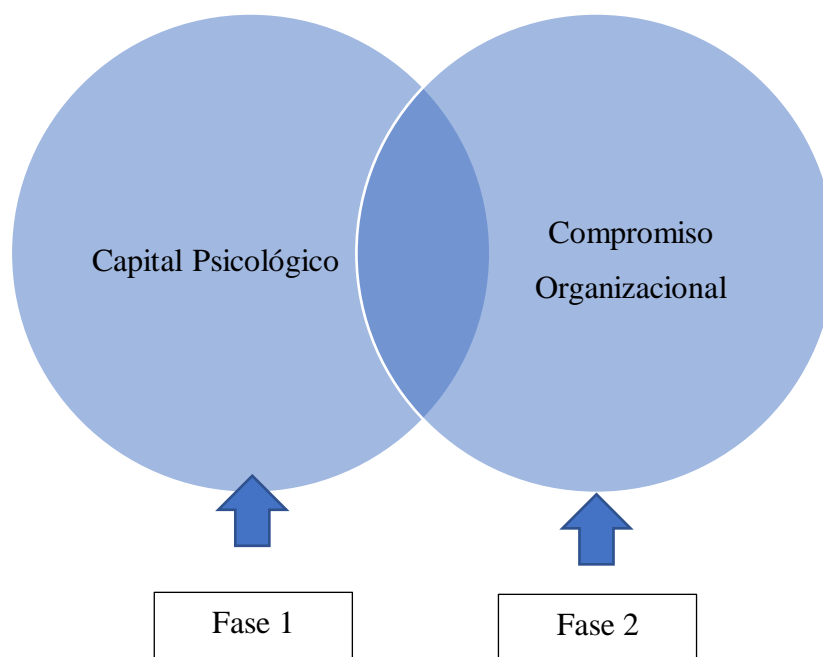 Capital Psicológico
Compromiso
Organizacional
Fase 1
Fase 2